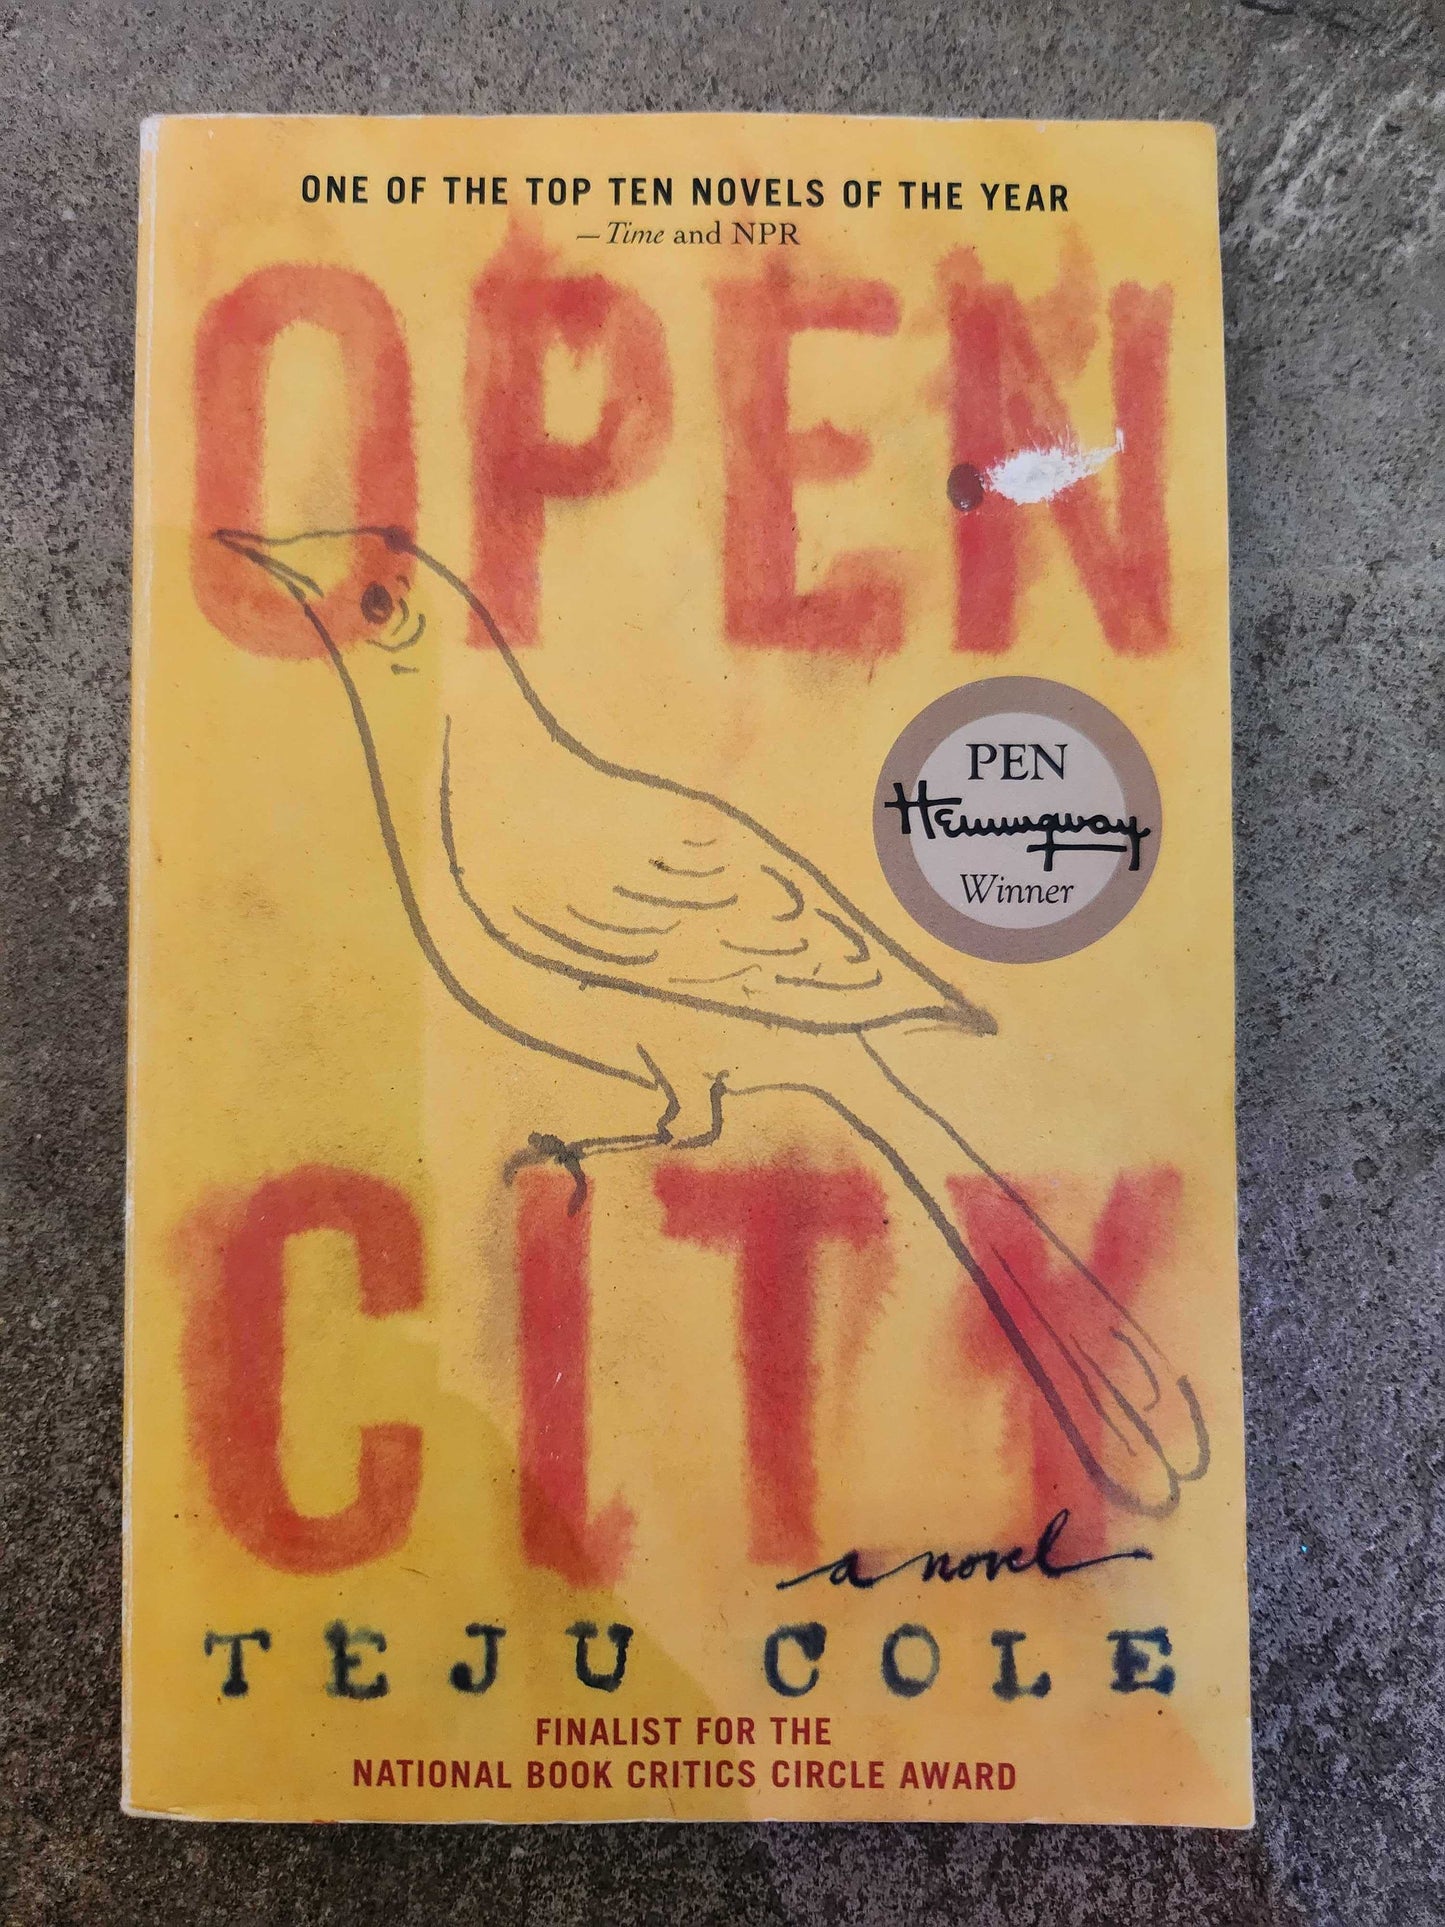 ONE OF THE TOP TEN NOVELS OF THE YEAR
—Time and NPR
OPEN
PEN
Hemingway
Winner
CITY
a novel
TEJU COLE
FINALIST FOR THE
NATIONAL BOOK CRITICS CIRCLE AWARD